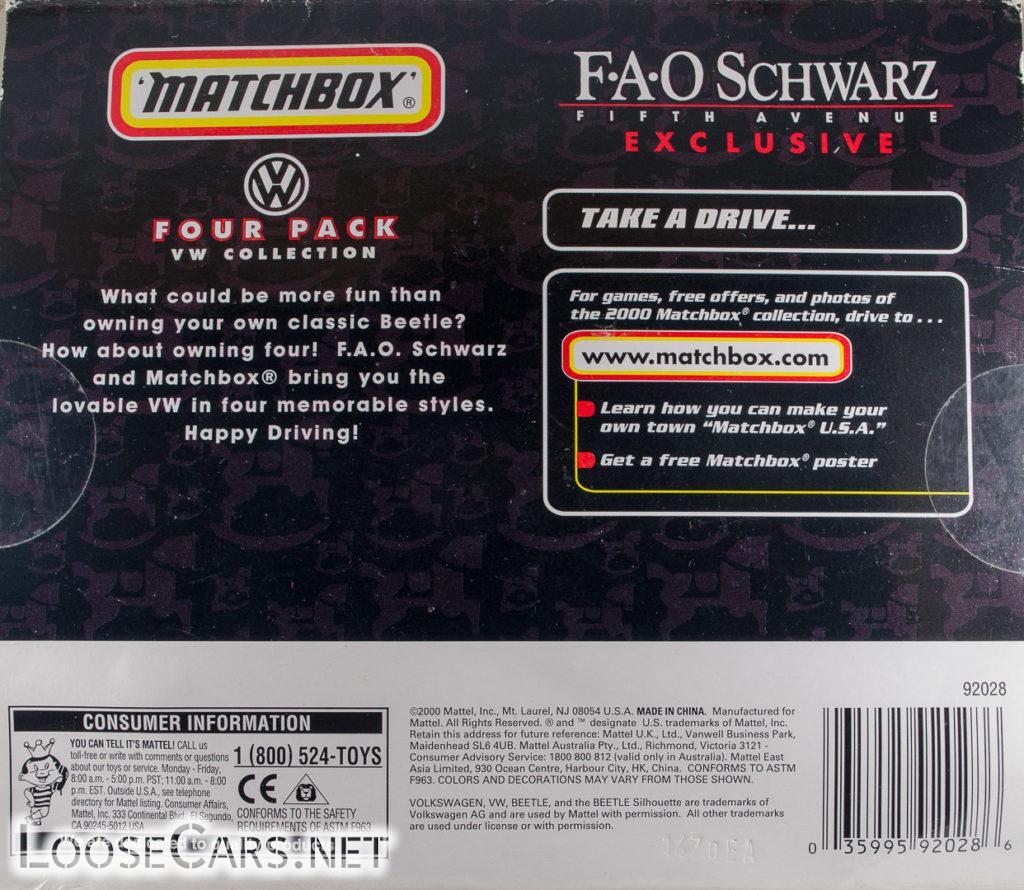 'MATCHBOX'®
VW
FOUR PACK
VW COLLECTION
What could be more fun than
owning your own classic Beetle?
How about owning four! F.A.O. Schwarz
and Matchbox® bring you the
lovable VW in four memorable styles.
Happy Driving!
F·A·O SCHWARZ
FIFTH AVENUE
EXCLUSIVE
TAKE A DRIVE...
For games, free offers, and photos of
the 2000 Matchbox® collection, drive to . . .
www.matchbox.com
Learn how you can make your
own town “Matchbox® U.S.A.”
Get a free Matchbox® poster
CONSUMER INFORMATION
YOU CAN TELL IT'S MATTEL! CALL us
toll-free or write with comments or questions
about our toys or service. Monday - Friday,
8:00 a.m. - 5:00 p.m. PST; 11:00 a.m. - 8:00
p.m. EST. Outside U.S.A., see telephone
directory for Mattel listing. Consumer Affairs,
Mattel, Inc. 333 Continental Blvd. El Segundo,
CA 90245-5012 USA
1 (800) 524-TOYS
CE
CONFORMS TO THE SAFETY
REQUIREMENTS OF ASTM F963
We are dedicated to quality products.
LOOSECARS.NET
©2000 Mattel, Inc., Mt. Laurel, NJ 08054 U.S.A. MADE IN CHINA. Manufactured for
Mattel. All Rights Reserved. ® and ™ designate U.S. trademarks of Mattel, Inc.
Retain this address for future reference: Mattel U.K., Ltd., Vanwell Business Park,
Maidenhead SL6 4UB. Mattel Australia Pty., Ltd., Richmond, Victoria 3121 -
Consumer Advisory Service: 1800 800 812 (valid only in Australia). Mattel East
Asia Limited, 930 Ocean Centre, Harbour City, HK, China. CONFORMS TO ASTM
F963. COLORS AND DECORATIONS MAY VARY FROM THOSE SHOWN.
VOLKSWAGEN, VW, BEETLE, and the BEETLE Silhouette are trademarks of
Volkswagen AG and are used by Mattel with permission. All other trademarks
are used under license or with permission.
1670EA
92028
0 35995 92028 6